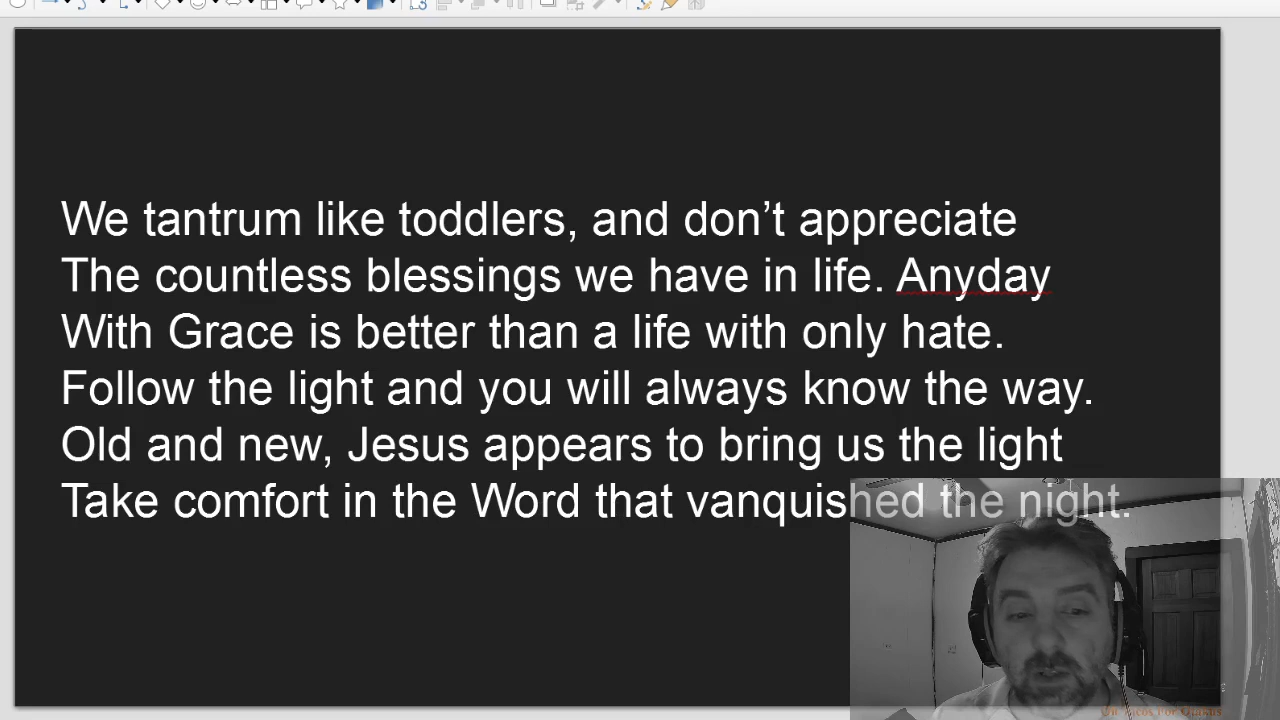 We tantrum like toddlers, and don’t appreciate
The countless blessings we have in life. Anyday
With Grace is better than a life with only hate.
Follow the light and you will always know the way.
Old and new, Jesus appears to bring us the light
Take comfort in the Word that vanquished the night.